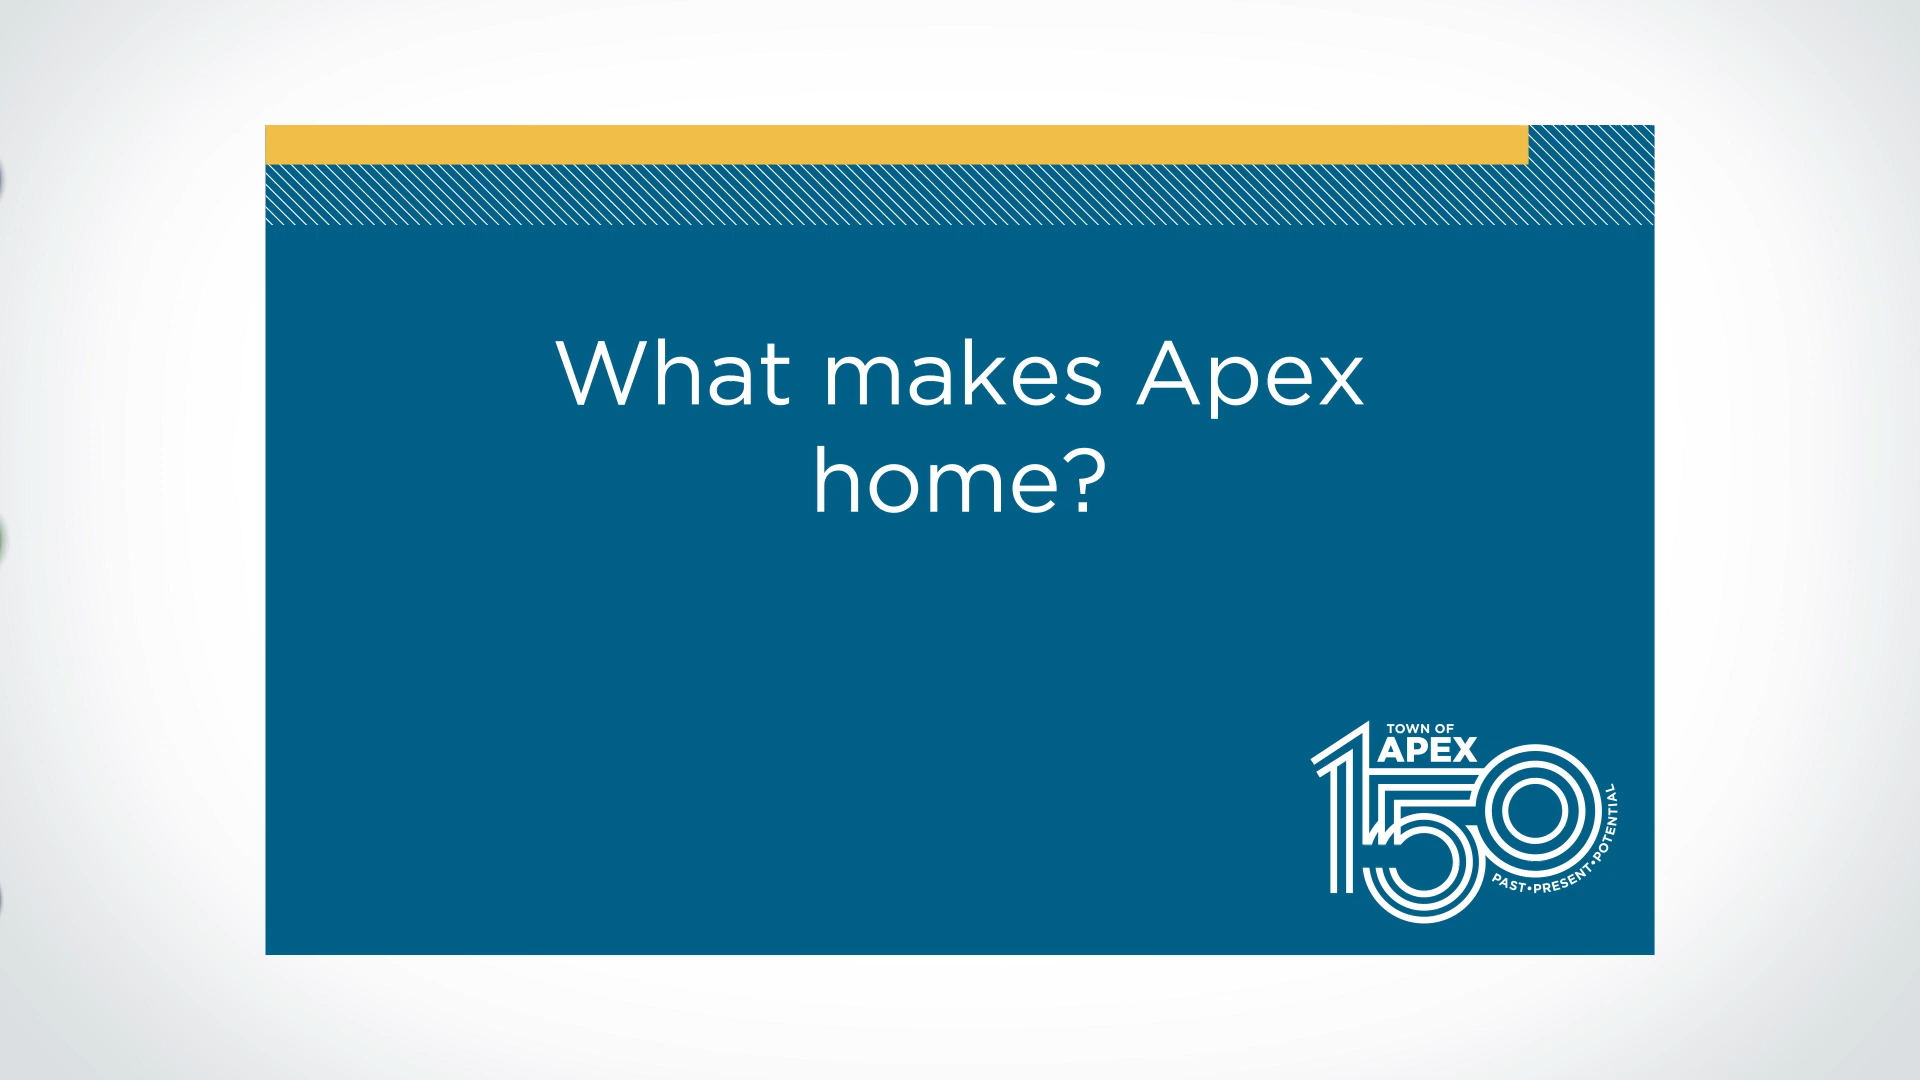 What makes Apex
home?
TOWN OF
APEX
150
PAST•PRESENT•POTENTIAL